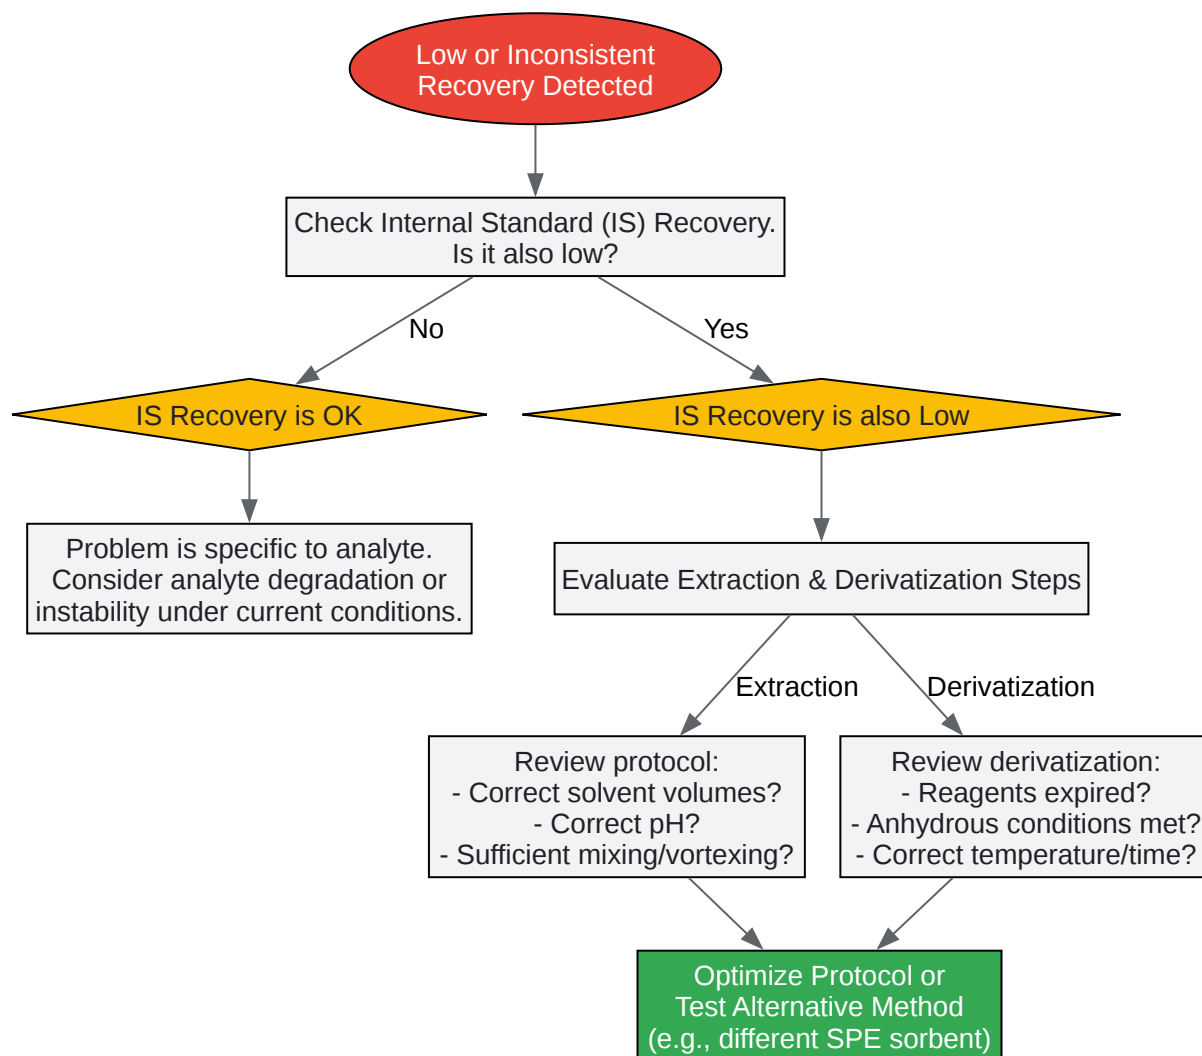 Low or Inconsistent
Recovery Detected
Check Internal Standard (IS) Recovery.
Is it also low?
No
Yes
IS Recovery is OK
IS Recovery is also Low
Problem is specific to analyte.
Consider analyte degradation or
instability under current conditions.
Evaluate Extraction & Derivatization Steps
Extraction
Derivatization
Review protocol:
- Correct solvent volumes?
- Correct pH?
- Sufficient mixing/vortexing?
Review derivatization:
- Reagents expired?
- Anhydrous conditions met?
- Correct temperature/time?
Optimize Protocol or
Test Alternative Method
(e.g., different SPE sorbent)